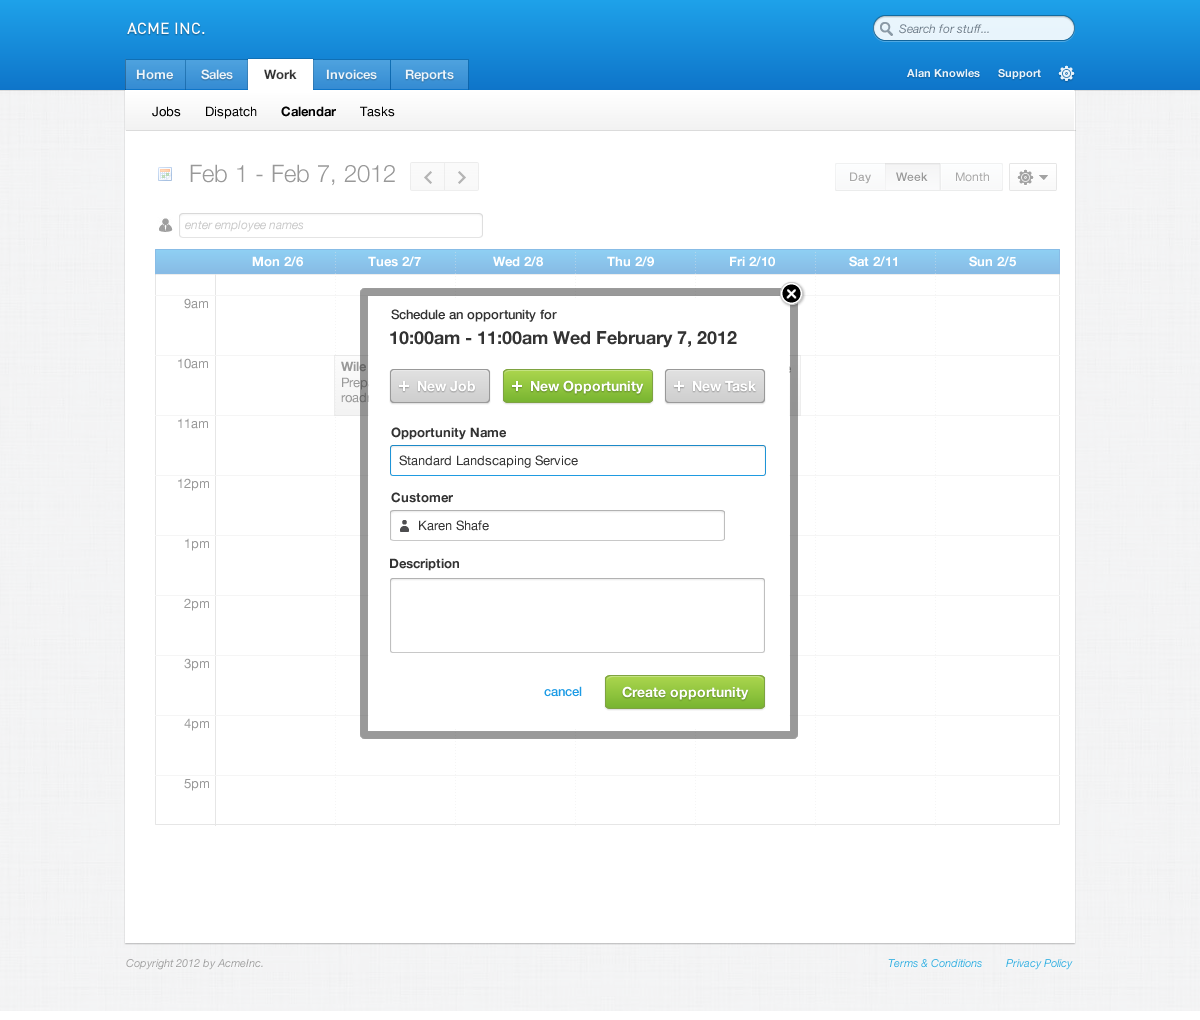 ACME INC.
Search for stuff...
Home Sales Work Invoices Reports
Alan Knowles Support
Jobs Dispatch Calendar Tasks
Feb 1 - Feb 7, 2012
Day Week Month
enter employee names
Mon 2/6 Tues 2/7 Wed 2/8 Thu 2/9 Fri 2/10 Sat 2/11 Sun 2/5
9am
10am
11am
12pm
1pm
2pm
3pm
4pm
5pm
Wile
Schedule an opportunity for
10:00am - 11:00am Wed February 7, 2012
+ New Job + New Opportunity + New Task
Opportunity Name
Standard Landscaping Service
Customer
Karen Shafe
Description
cancel Create opportunity
Copyright 2012 by AcmeInc.
Terms & Conditions Privacy Policy